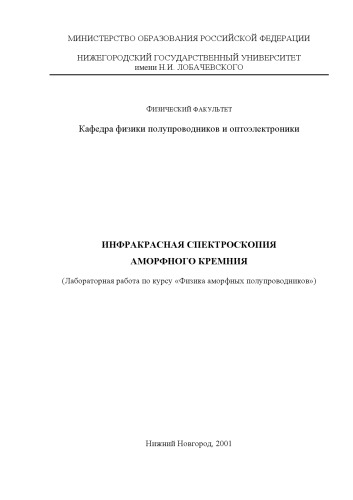 МИНИСТЕРСТВО ОБРАЗОВАНИЯ РОССИЙСКОЙ ФЕДЕРАЦИИ
НИЖЕГОРОДСКИЙ ГОСУДАРСТВЕННЫЙ УНИВЕРСИТЕТ
имени Н.И. ЛОБАЧЕВСКОГО
ФИЗИЧЕСКИЙ ФАКУЛЬТЕТ
Кафедра физики полупроводников и оптоэлектроники
ИНФРАКРАСНАЯ СПЕКТРОСКОПИЯ
АМОРФНОГО КРЕМНИЯ
(Лабораторная работа по курсу «Физика аморфных полупроводников»)
Нижний Новгород, 2001